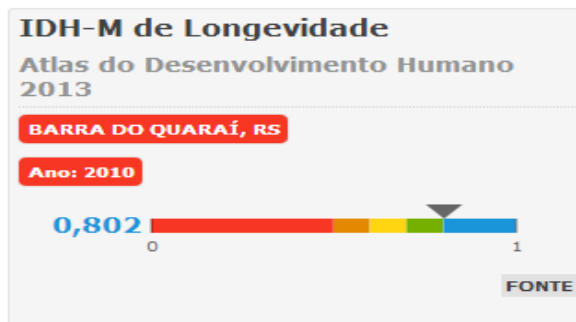 IDH-M de Longevidade
Atlas do Desenvolvimento Humano
2013
BARRA DO QUARAÍ, RS
Ano: 2010
0,802
0 1
FONTE